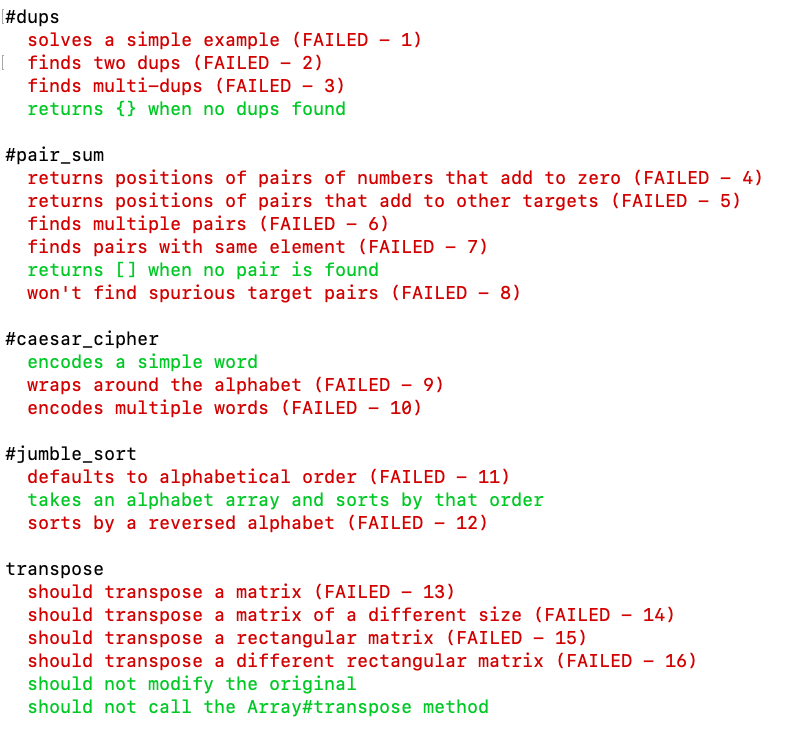 #dups
solves a simple example (FAILED - 1)
finds two dups (FAILED - 2)
finds multi-dups (FAILED - 3)
returns {} when no dups found
#pair_sum
returns positions of pairs of numbers that add to zero (FAILED - 4)
returns positions of pairs that add to other targets (FAILED - 5)
finds multiple pairs (FAILED - 6)
finds pairs with same element (FAILED - 7)
returns [] when no pair is found
won't find spurious target pairs (FAILED - 8)
#caesar_cipher
encodes a simple word
wraps around the alphabet (FAILED - 9)
encodes multiple words (FAILED - 10)
#jumble_sort
defaults to alphabetical order (FAILED - 11)
takes an alphabet array and sorts by that order
sorts by a reversed alphabet (FAILED - 12)
transpose
should transpose a matrix (FAILED - 13)
should transpose a matrix of a different size (FAILED - 14)
should transpose a rectangular matrix (FAILED - 15)
should transpose a different rectangular matrix (FAILED - 16)
should not modify the original
should not call the Array#transpose method